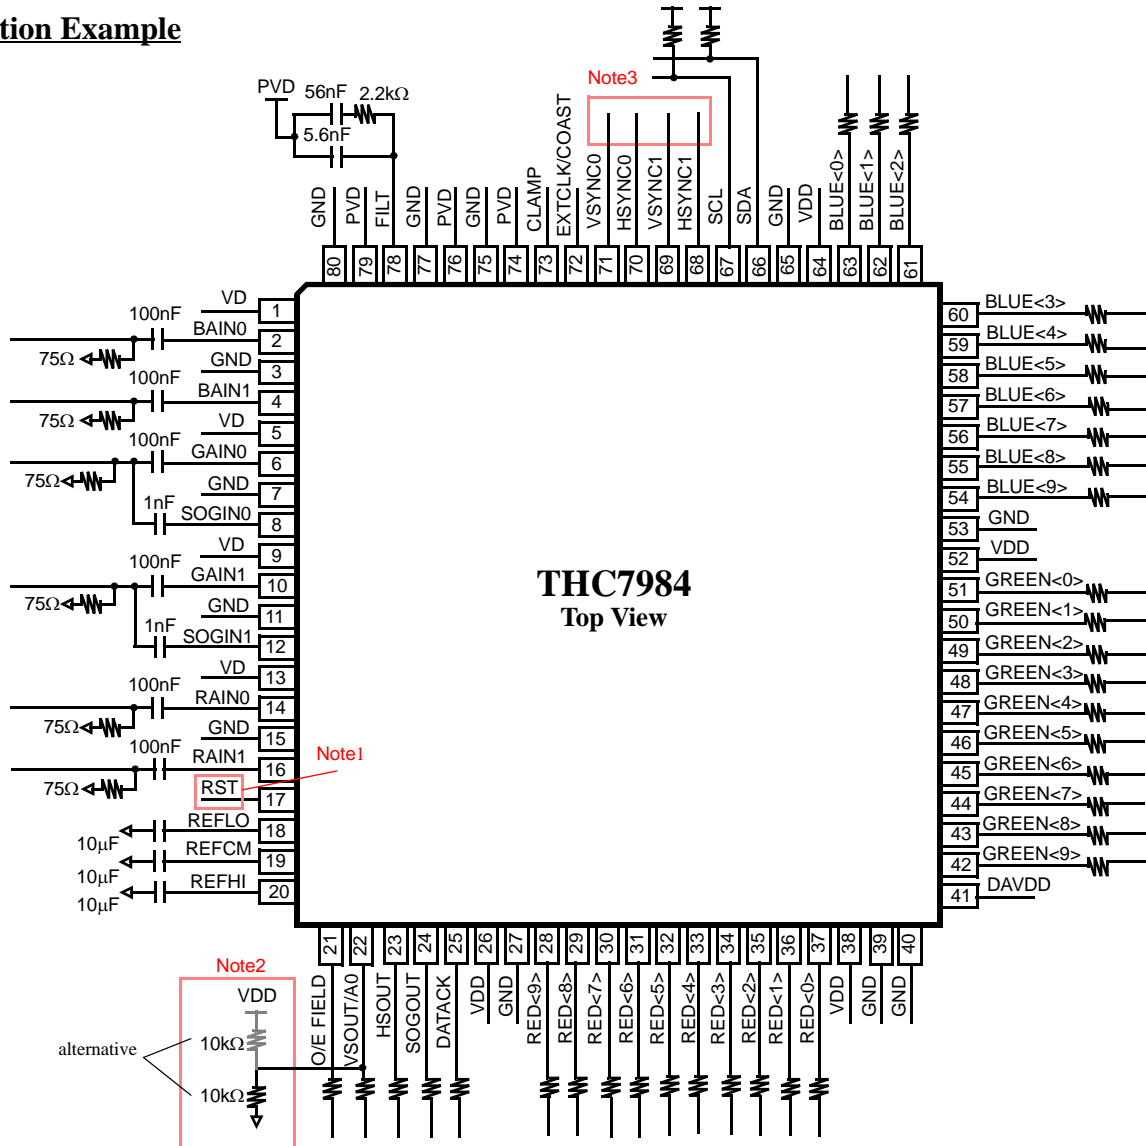 tion Example
PVD
56nF
2.2kΩ
5.6nF
Note3
GND
PVD
FILT
GND
PVD
GND
PVD
CLAMP
EXTCLK/COAST
VSYNC0
HSYNC0
VSYNC1
HSYNC1
SCL
SDA
GND
VDD
BLUE<0>
BLUE<1>
BLUE<2>
80
79
78
77
76
75
74
73
72
71
70
69
68
67
66
65
64
63
62
61
VD
1
100nF
BAIN0
2
75Ω
GND
3
100nF
BAIN1
4
75Ω
VD
5
100nF
GAIN0
6
75Ω
GND
7
1nF
SOGIN0
8
VD
9
100nF
GAIN1
10
75Ω
GND
11
1nF
SOGIN1
12
VD
13
100nF
RAIN0
14
75Ω
GND
15
100nF
RAIN1
16
Note1
75Ω
RST
17
REFLO
18
10µF
REFCM
19
10µF
REFHI
20
10µF
THC7984
Top View
60
BLUE<3>
59
BLUE<4>
58
BLUE<5>
57
BLUE<6>
56
BLUE<7>
55
BLUE<8>
54
BLUE<9>
53
GND
52
VDD
51
GREEN<0>
50
GREEN<1>
49
GREEN<2>
48
GREEN<3>
47
GREEN<4>
46
GREEN<5>
45
GREEN<6>
44
GREEN<7>
43
GREEN<8>
42
GREEN<9>
41
DAVDD
21
22
23
24
25
26
27
28
29
30
31
32
33
34
35
36
37
38
39
40
O/E FIELD
VSOUT/A0
HSOUT
SOGOUT
DATACK
VDD
GND
RED<9>
RED<8>
RED<7>
RED<6>
RED<5>
RED<4>
RED<3>
RED<2>
RED<1>
RED<0>
VDD
GND
GND
Note2
VDD
alternative
10kΩ
10kΩ